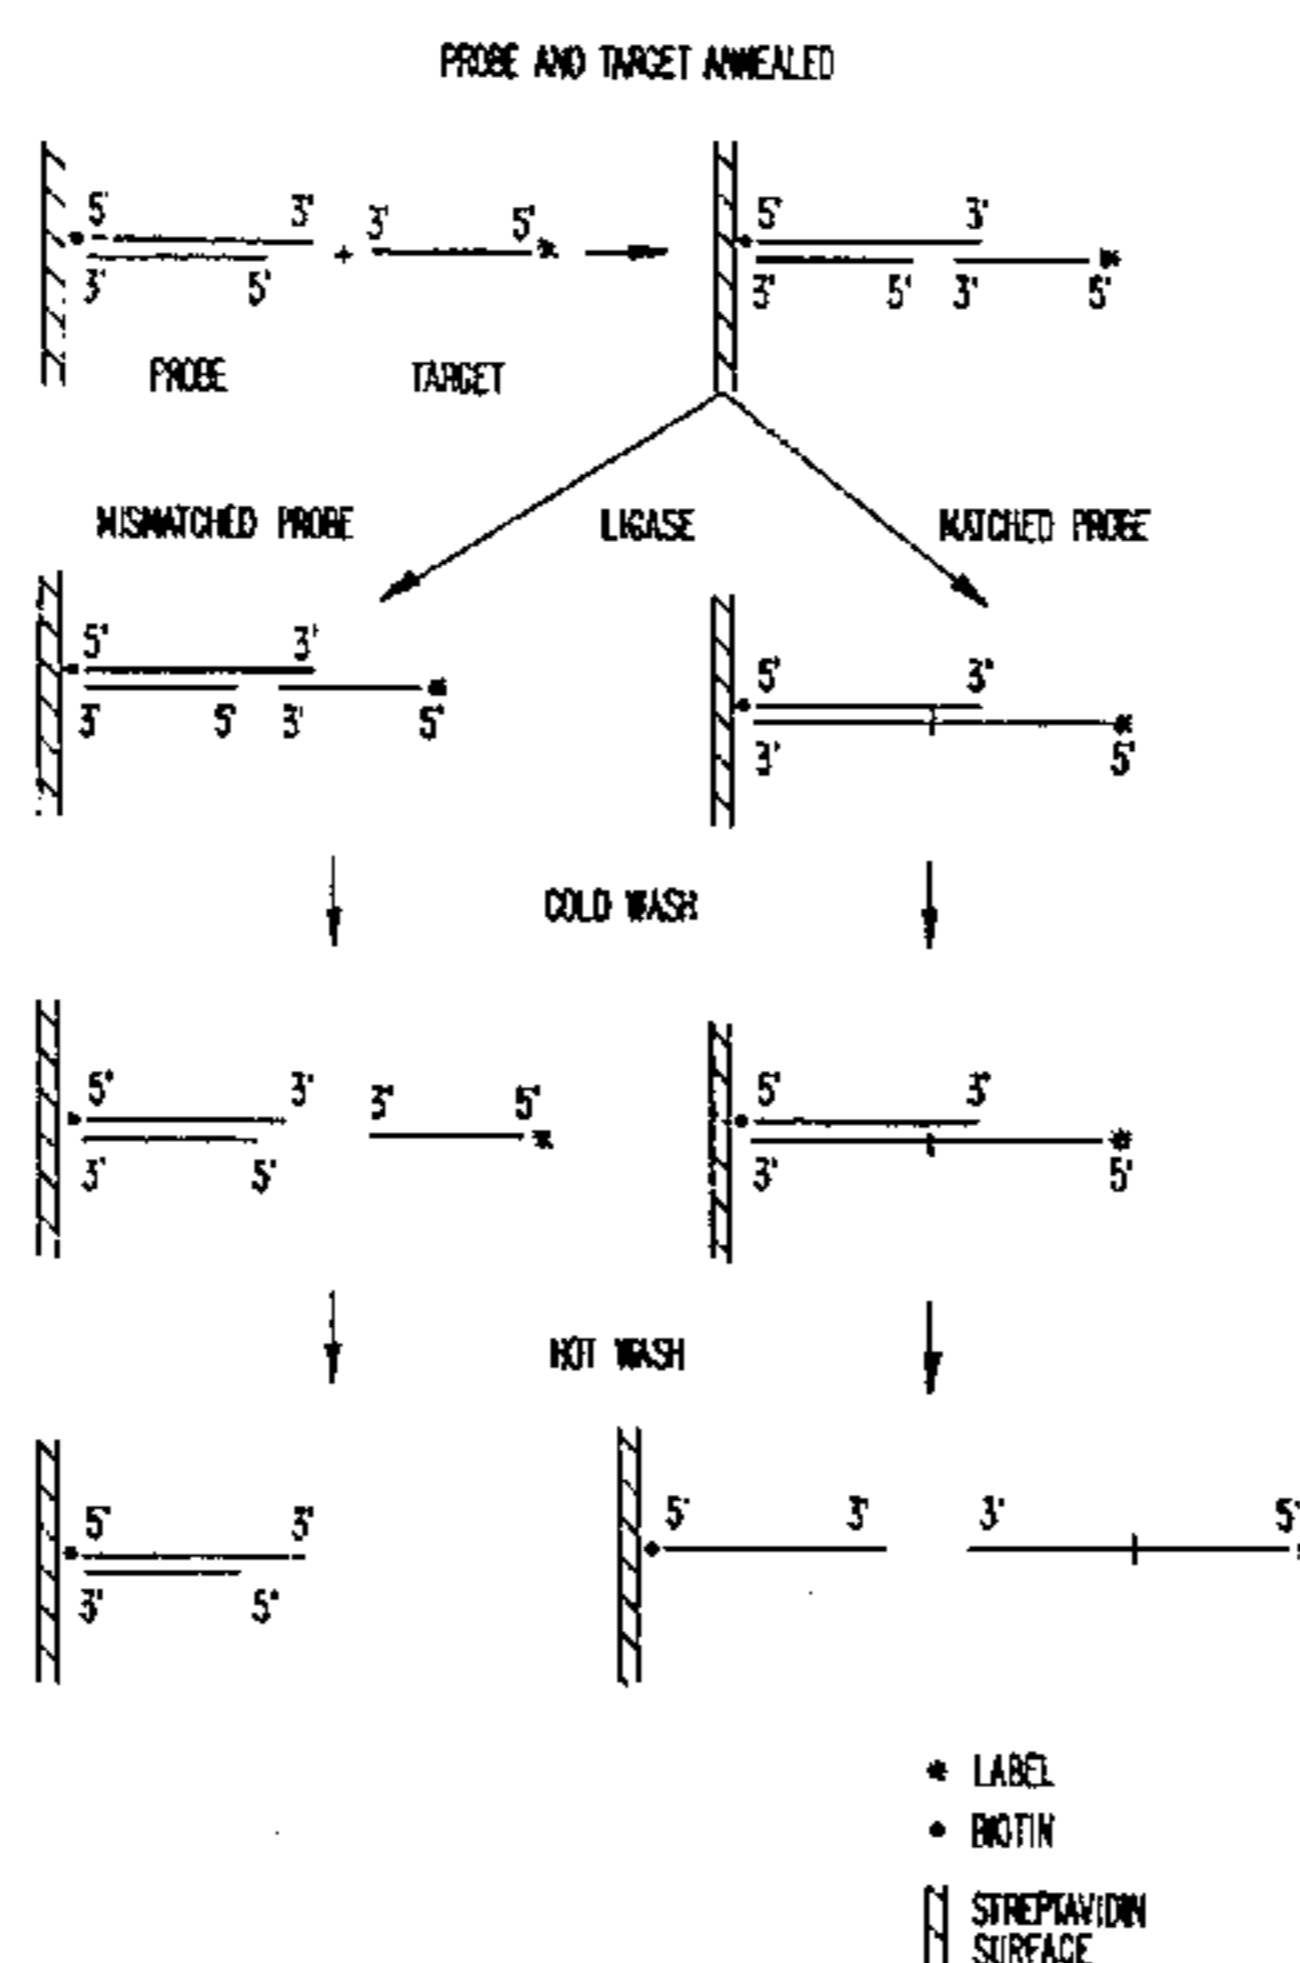 PROBE AND TARGET ANNEALED
5' 3' 3' 5' 5' 3'
3' 5' 3' 5' 3' 5'
PROBE TARGET
MISMATCHED PROBE LIGASE MATCHED PROBE
5' 3' 5' 3'
3' 5' 3' 5' 3' 5'
COLD WASH
5' 3' 3' 5' 5' 3'
3' 5' 3' 5'
HOT WASH
5' 3' 5' 3' 3' 5'
3' 5'
LABEL
BIOTIN
STREPTAVIDIN
SURFACE